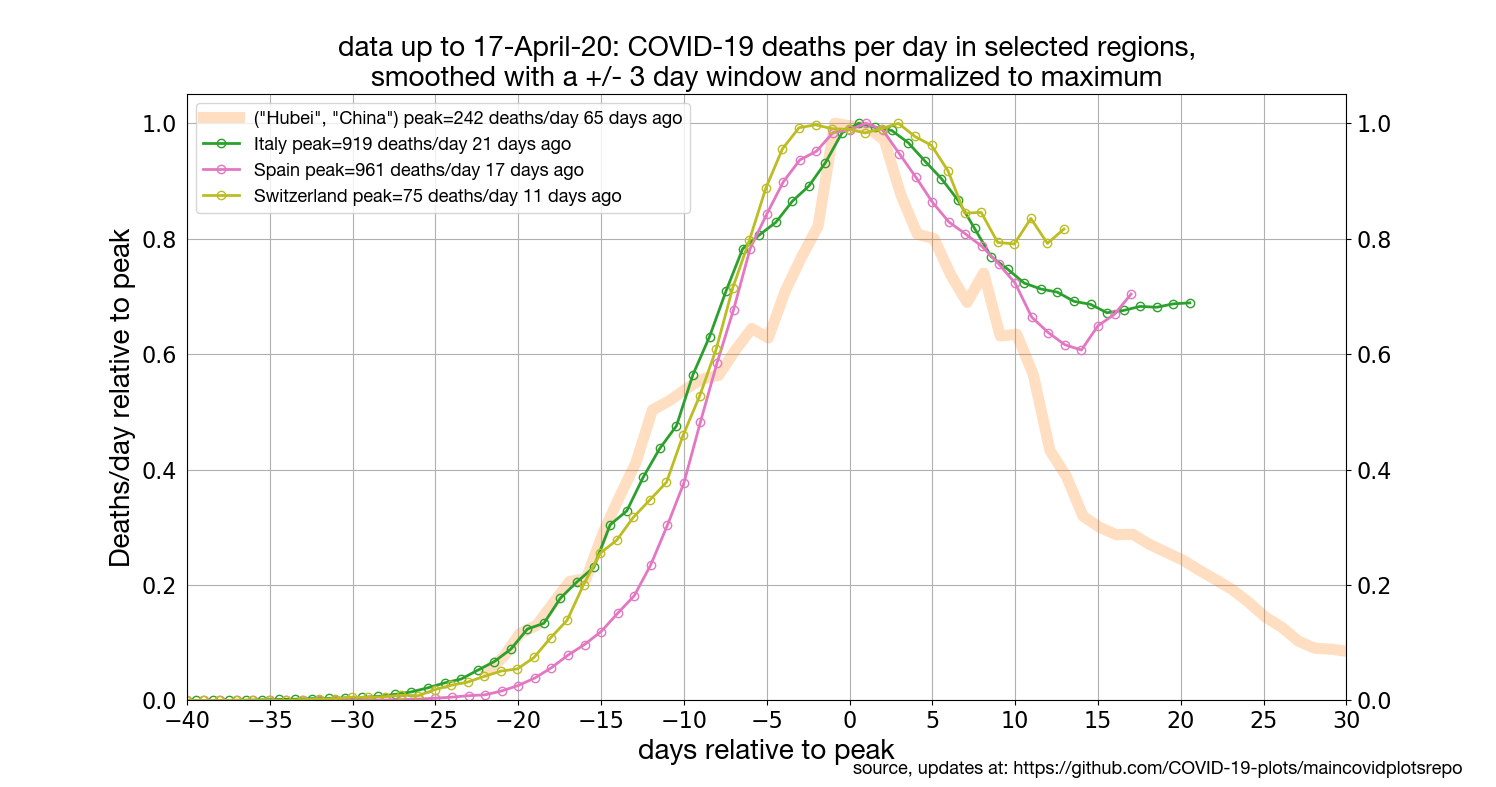 data up to 17-April-20: COVID-19 deaths per day in selected regions,
smoothed with a +/- 3 day window and normalized to maximum
("Hubei", "China") peak=242 deaths/day 65 days ago
Italy peak=919 deaths/day 21 days ago
Spain peak=961 deaths/day 17 days ago
Switzerland peak=75 deaths/day 11 days ago
Deaths/day relative to peak
1.0
0.8
0.6
0.4
0.2
0.0
1.0
0.8
0.6
0.4
0.2
0.0
−40 −35 −30 −25 −20 −15 −10 −5 0 5 10 15 20 25 30
days relative to peak
source, updates at: https://github.com/COVID-19-plots/maincovidplotsrepo